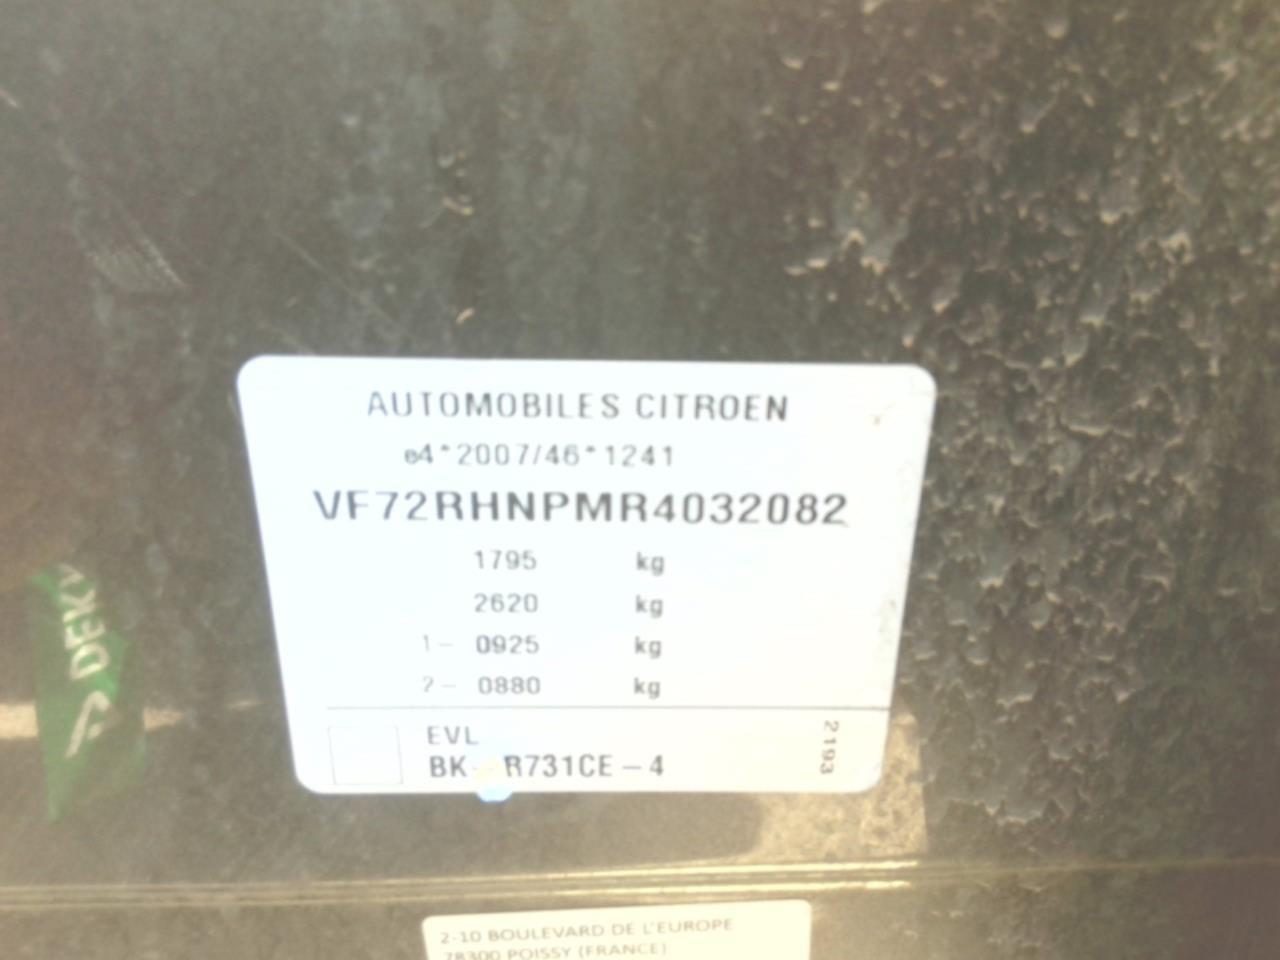 AUTOMOBILES CITROEN
e4*2007/46*1241
VF72RHNPMR4032082
1795 kg
2620 kg
1- 0925 kg
2- 0880 kg
EVL
BK- R731CE-4
2193
DEK
2-10 BOULEVARD DE L'EUROPE
78300 POISSY (FRANCE)